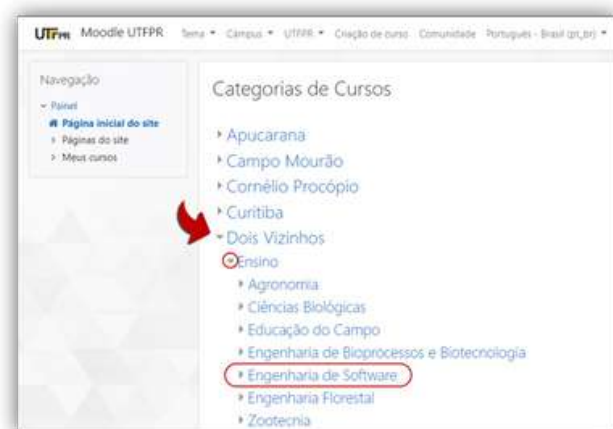 UTFPR Moodle UTFPR Tema Câmpus UTFPR Criação de curso Comunidade Português - Brasil (pt_br)
Navegação
Painel
Página inicial do site
Páginas do site
Meus cursos
Categorias de Cursos
Apucarana
Campo Mourão
Cornélio Procópio
Curitiba
Dois Vizinhos
Ensino
Agronomia
Ciências Biológicas
Educação do Campo
Engenharia de Bioprocessos e Biotecnologia
Engenharia de Software
Engenharia Florestal
Zootecnia